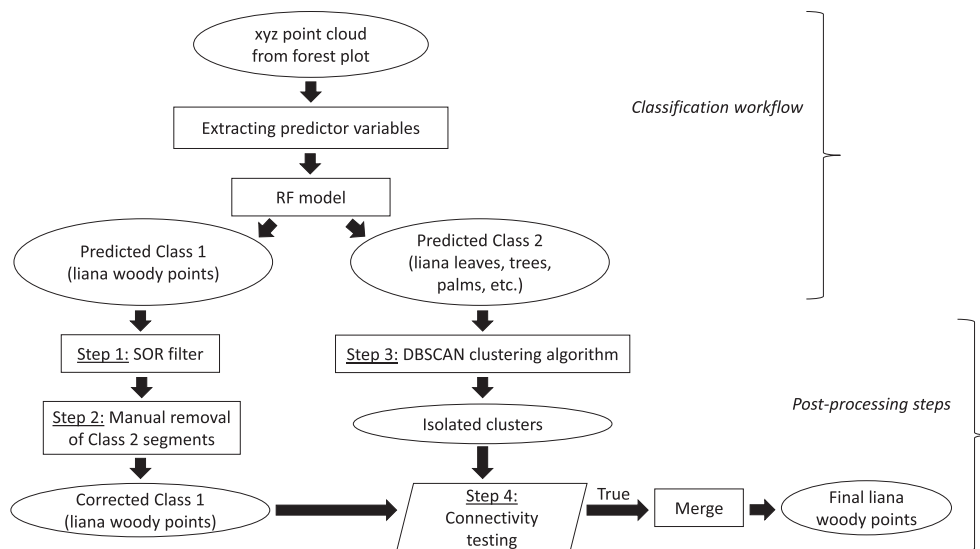 xyz point cloud
from forest plot
Classification workflow
Extracting predictor variables
RF model
Predicted Class 1
(liana woody points)
Predicted Class 2
(liana leaves, trees,
palms, etc.)
Step 1: SOR filter
Step 3: DBSCAN clustering algorithm
Step 2: Manual removal
of Class 2 segments
Isolated clusters
Post-processing steps
Corrected Class 1
(liana woody points)
Step 4:
Connectivity
testing
True
Merge
Final liana
woody points